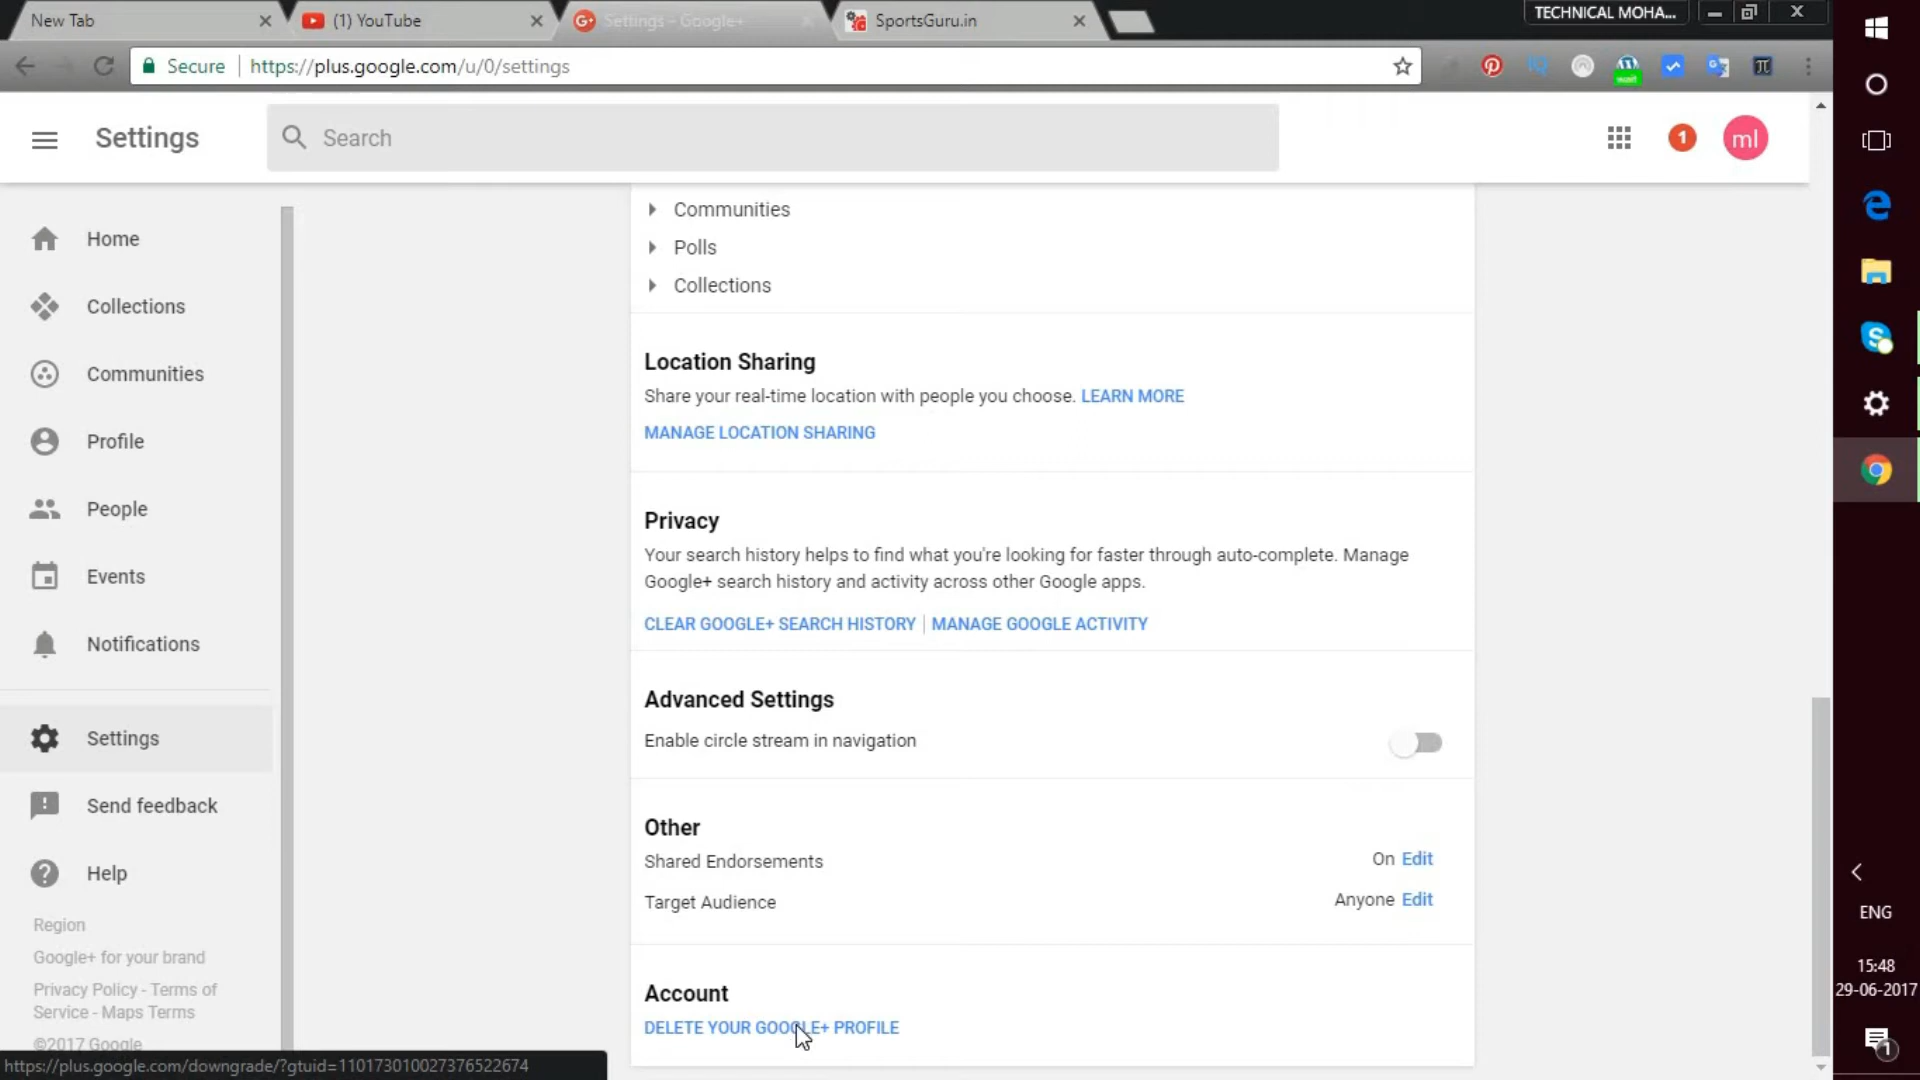 New Tab
(1) YouTube
Settings - Google+
SportsGuru.in
TECHNICAL MOHA...
Secure
https://plus.google.com/u/0/settings
Settings
Search
1
ml
Home
Collections
Communities
Profile
People
Events
Notifications
Settings
Send feedback
Help
Region
Google+ for your brand
Privacy Policy - Terms of
Service - Maps Terms
©2017 Google
https://plus.google.com/downgrade/?gtuid=110173010027376522674
Communities
Polls
Collections
Location Sharing
Share your real-time location with people you choose. LEARN MORE
MANAGE LOCATION SHARING
Privacy
Your search history helps to find what you're looking for faster through auto-complete. Manage
Google+ search history and activity across other Google apps.
CLEAR GOOGLE+ SEARCH HISTORY | MANAGE GOOGLE ACTIVITY
Advanced Settings
Enable circle stream in navigation
Other
Shared Endorsements On Edit
Target Audience Anyone Edit
Account
DELETE YOUR GOOGLE+ PROFILE
ENG
15:48
29-06-2017
1